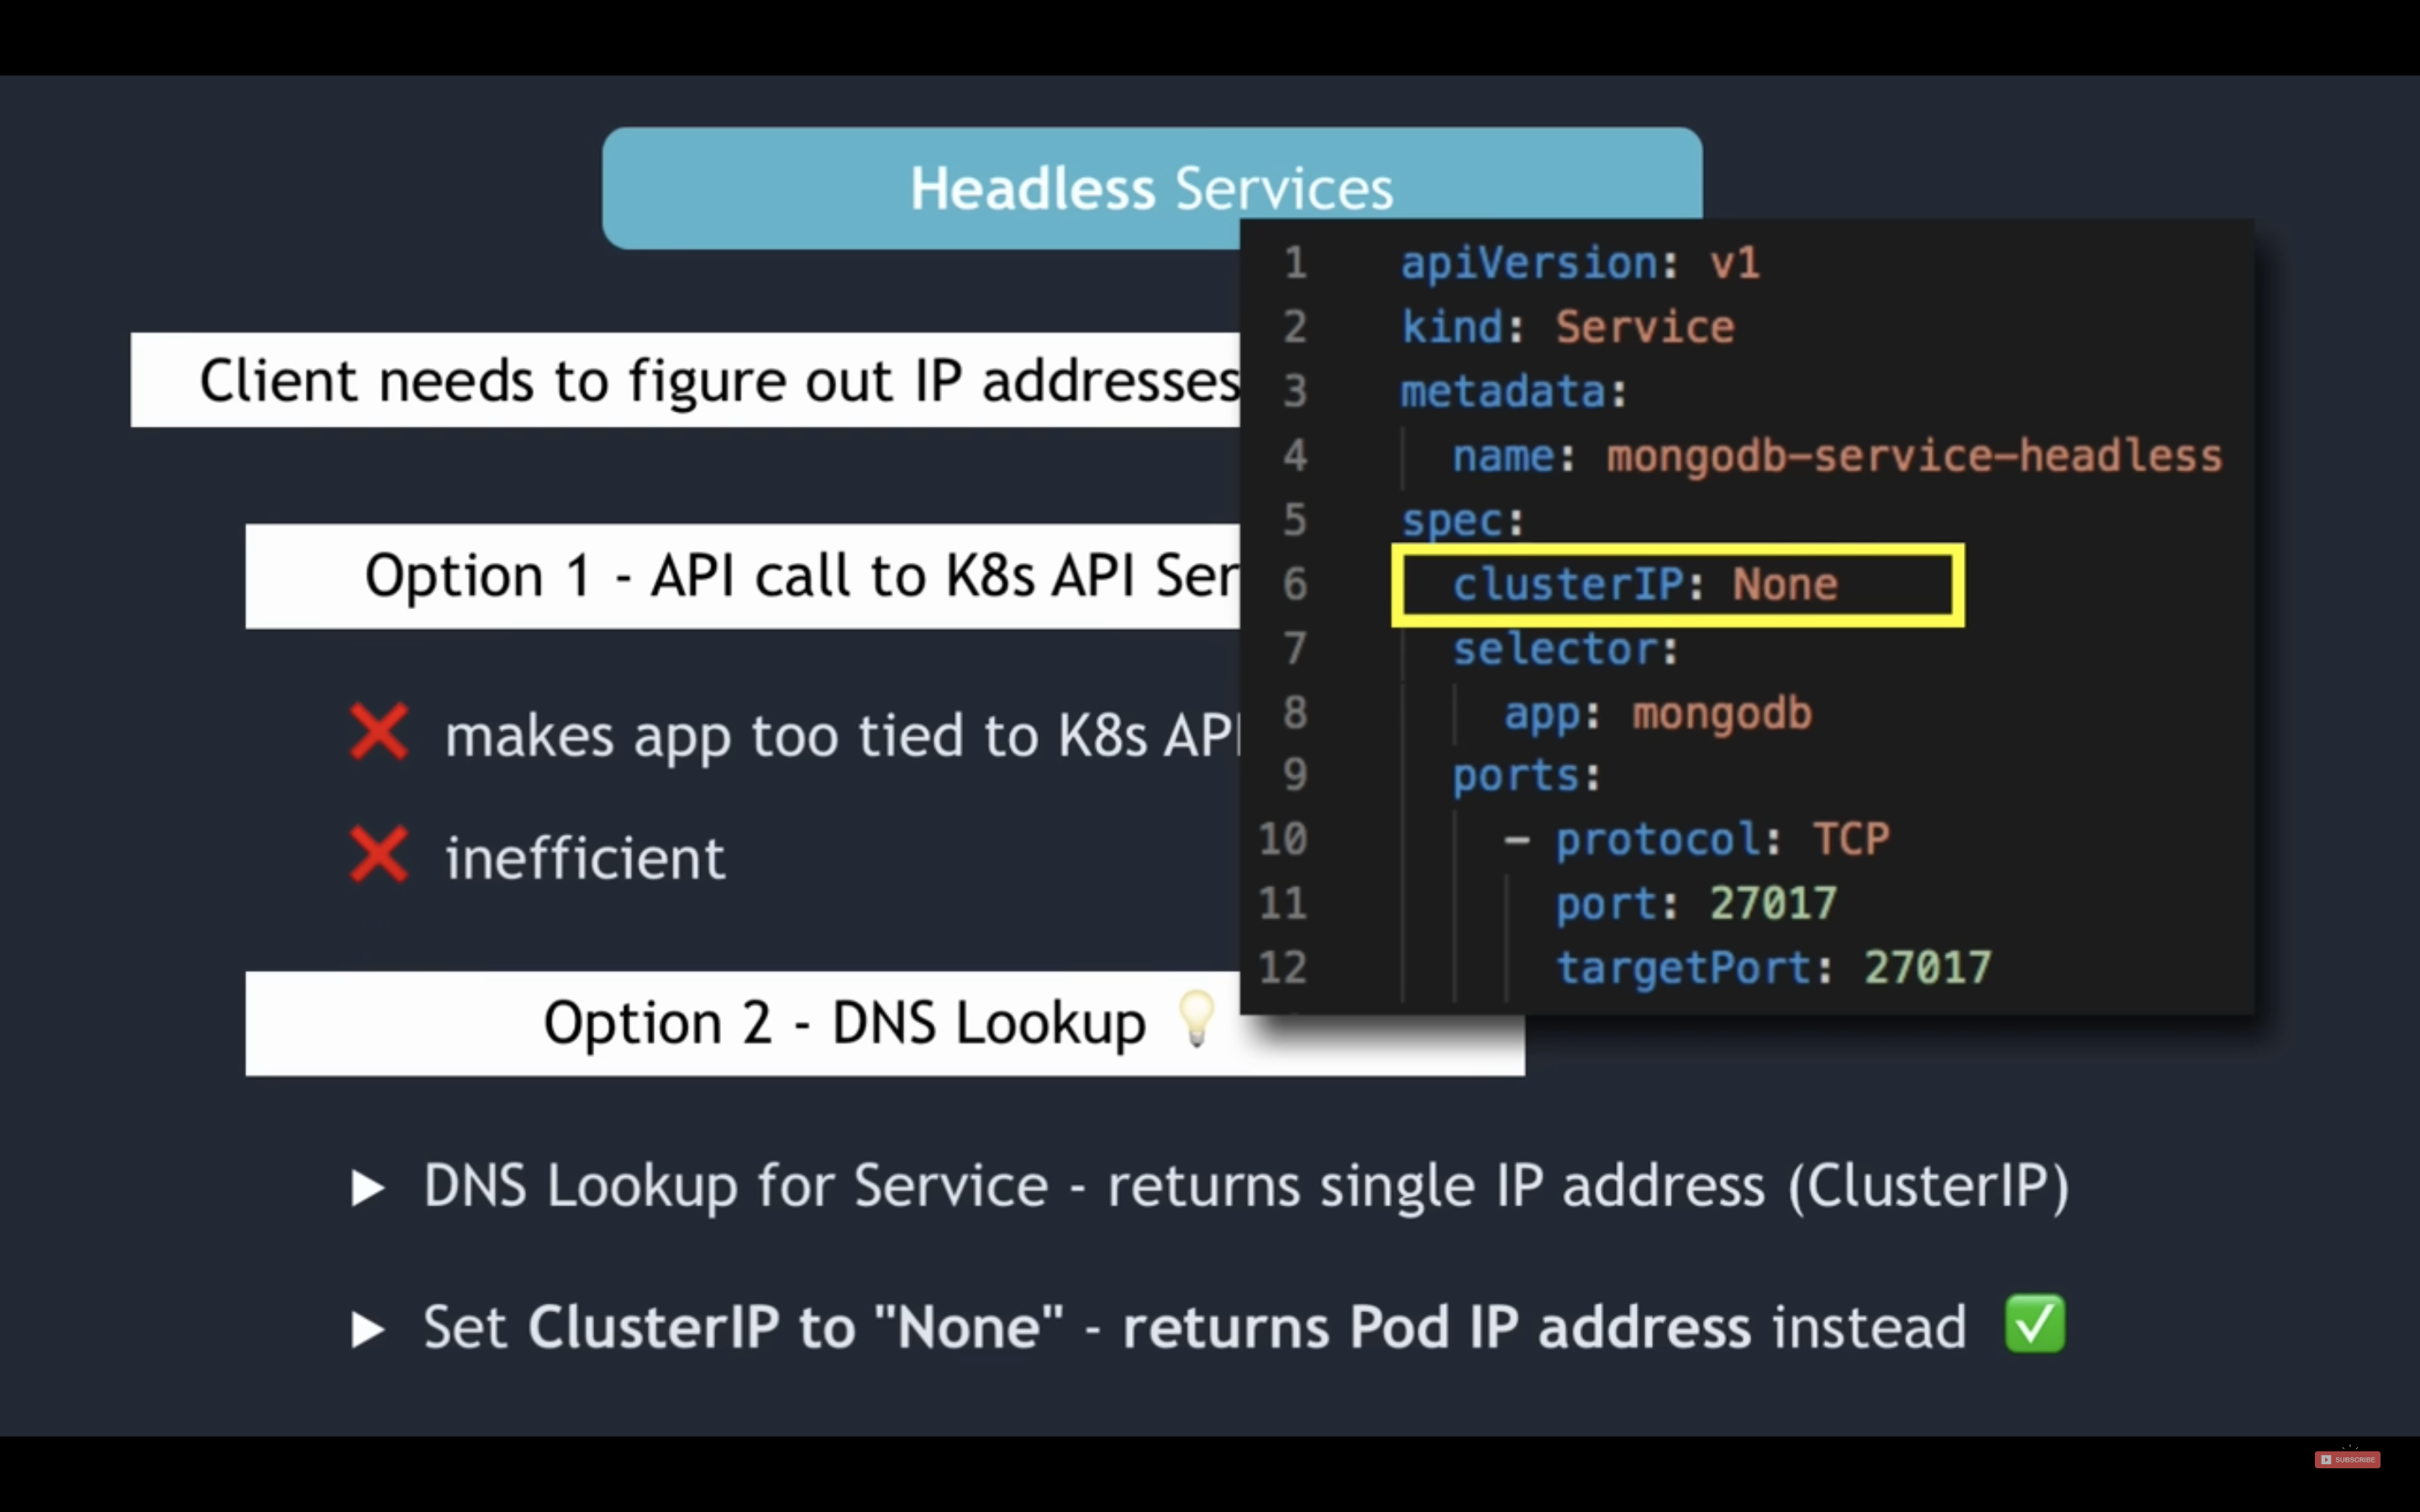 Headless Services
Client needs to figure out IP addresses
Option 1 - API call to K8s API Ser
makes app too tied to K8s API
inefficient
Option 2 - DNS Lookup
DNS Lookup for Service - returns single IP address (ClusterIP)
Set ClusterIP to "None" - returns Pod IP address instead
1 apiVersion: v1
2 kind: Service
3 metadata:
4 name: mongodb-service-headless
5 spec:
6 clusterIP: None
7 selector:
8 app: mongodb
9 ports:
10 - protocol: TCP
11 port: 27017
12 targetPort: 27017
SUBSCRIBE